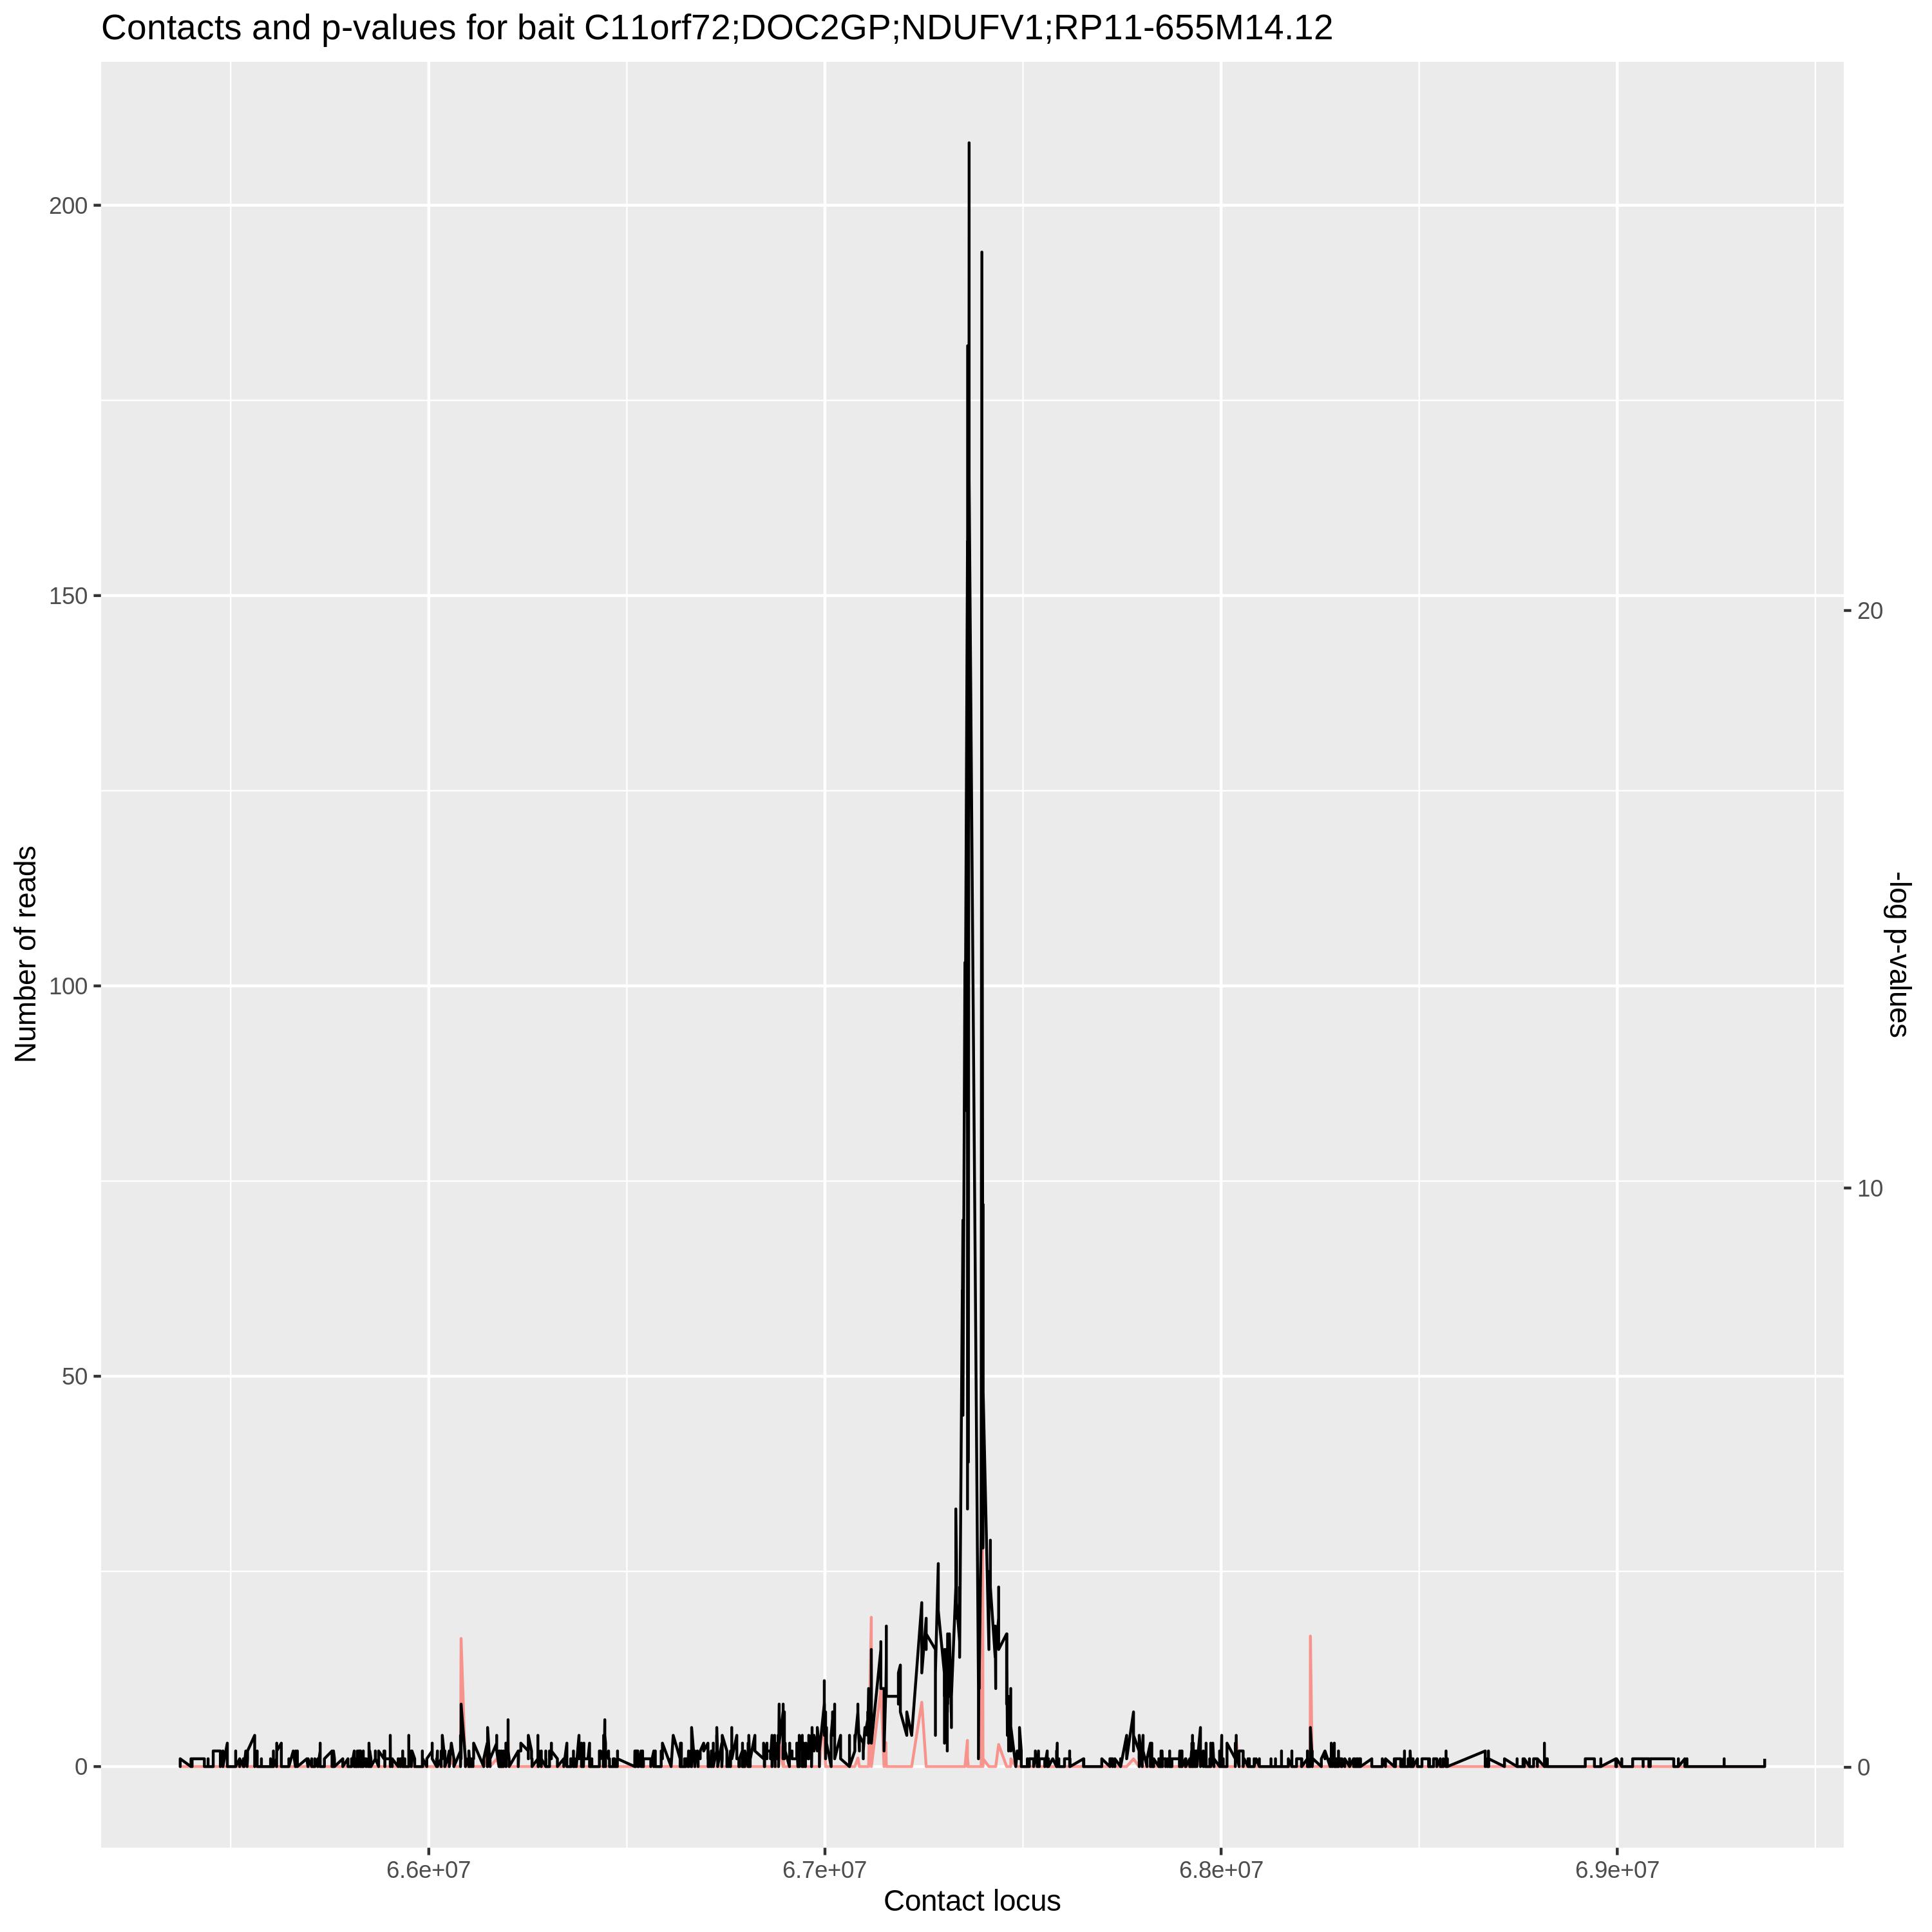 Contacts and p-values for bait C11orf72;DOC2GP;NDUFV1;RP11-655M14.12
200
150
100
50
0
Number of reads
20
10
0
-log p-values
6.6e+07
6.7e+07
6.8e+07
6.9e+07
Contact locus